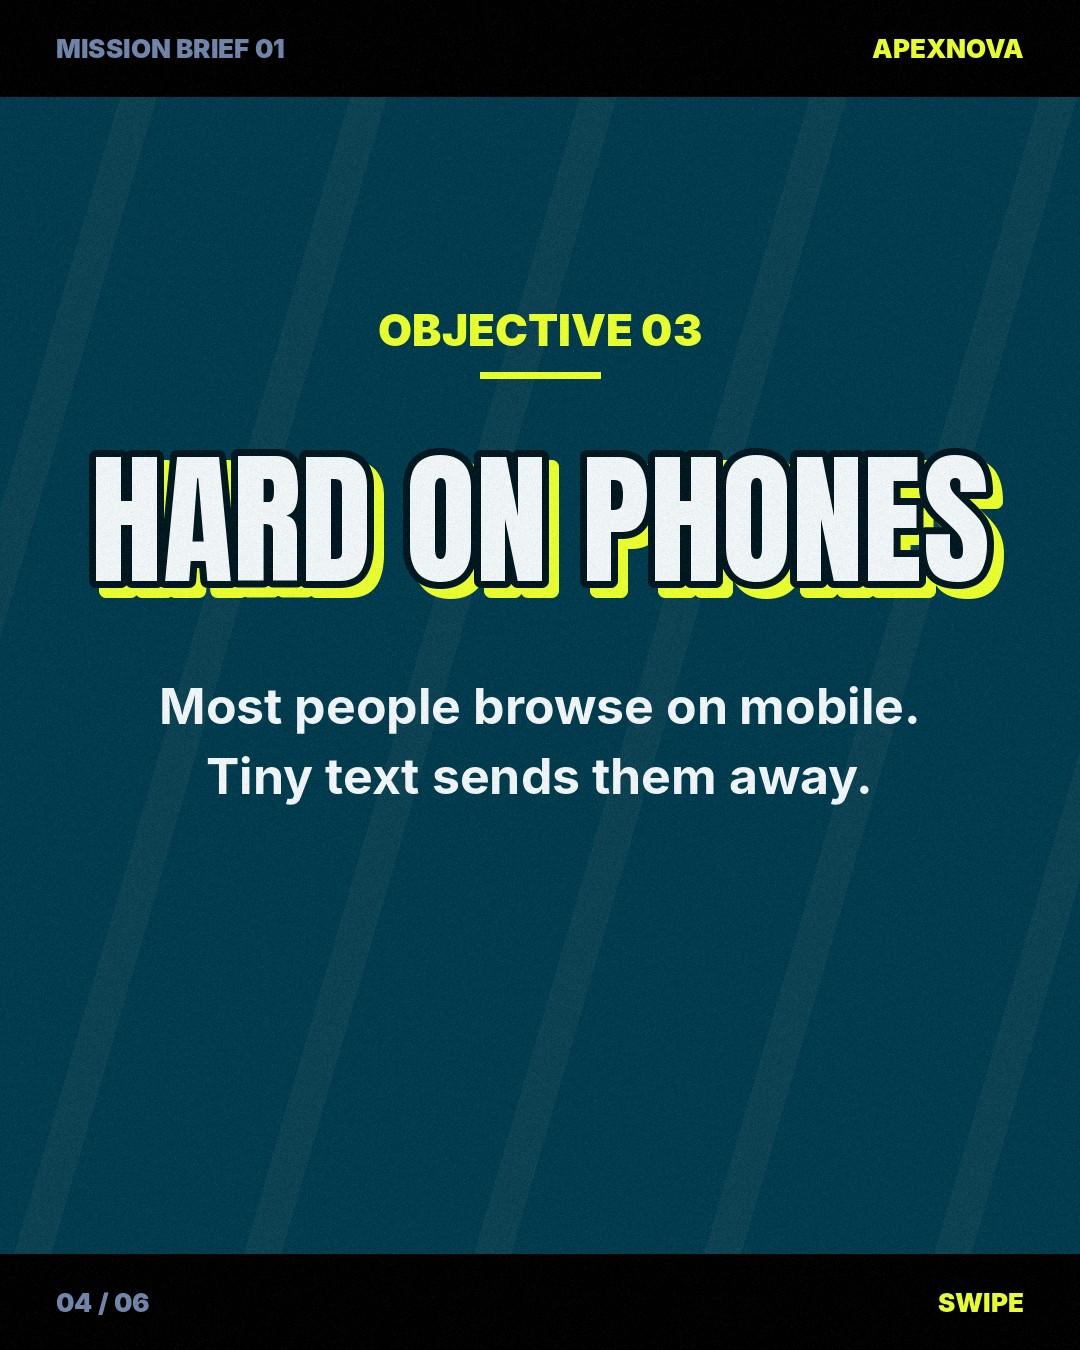 MISSION BRIEF 01
APEXNOVA
OBJECTIVE 03
HARD ON PHONES
Most people browse on mobile.
Tiny text sends them away.
04 / 06
SWIPE